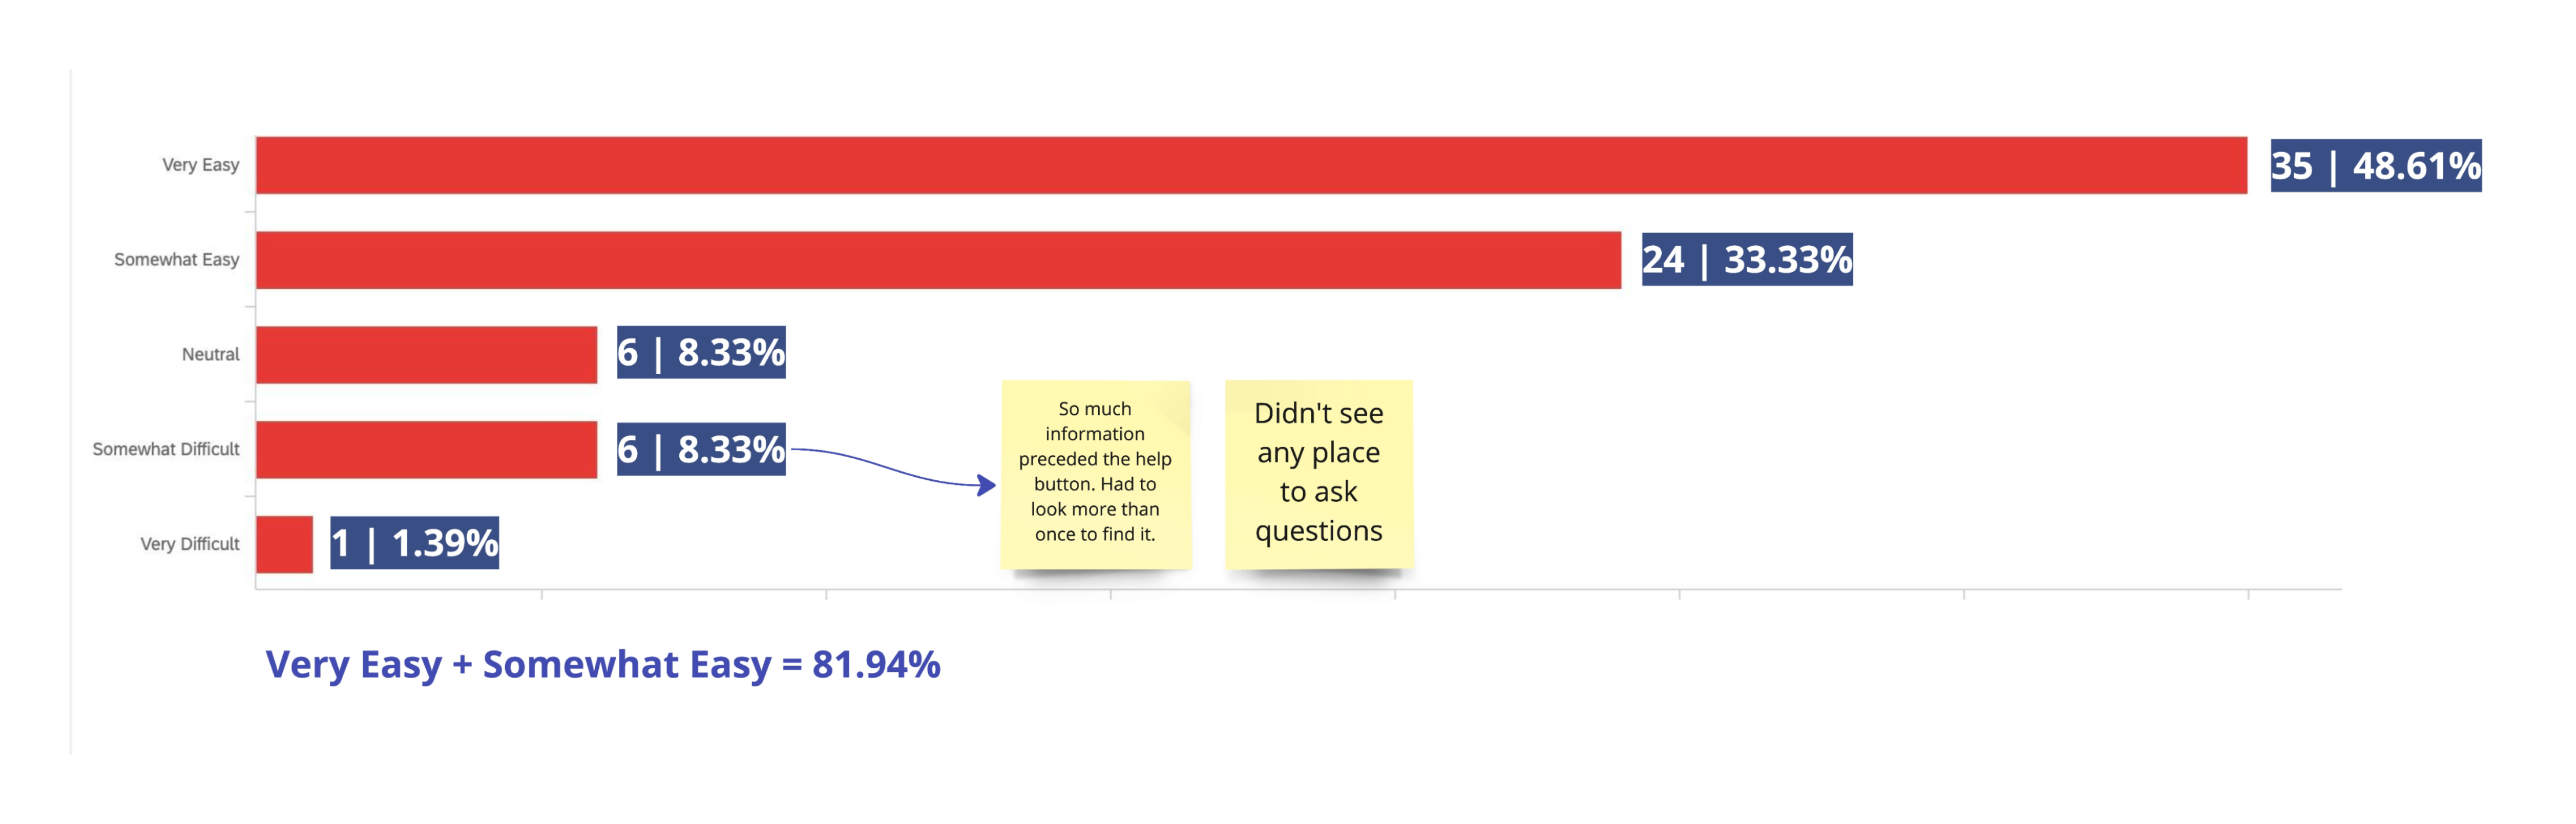 Very Easy
35 | 48.61%
Somewhat Easy
24 | 33.33%
Neutral
6 | 8.33%
Somewhat Difficult
6 | 8.33%
So much
information
preceded the help
button. Had to
look more than
once to find it.
Didn't see
any place
to ask
questions
Very Difficult
1 | 1.39%
Very Easy + Somewhat Easy = 81.94%